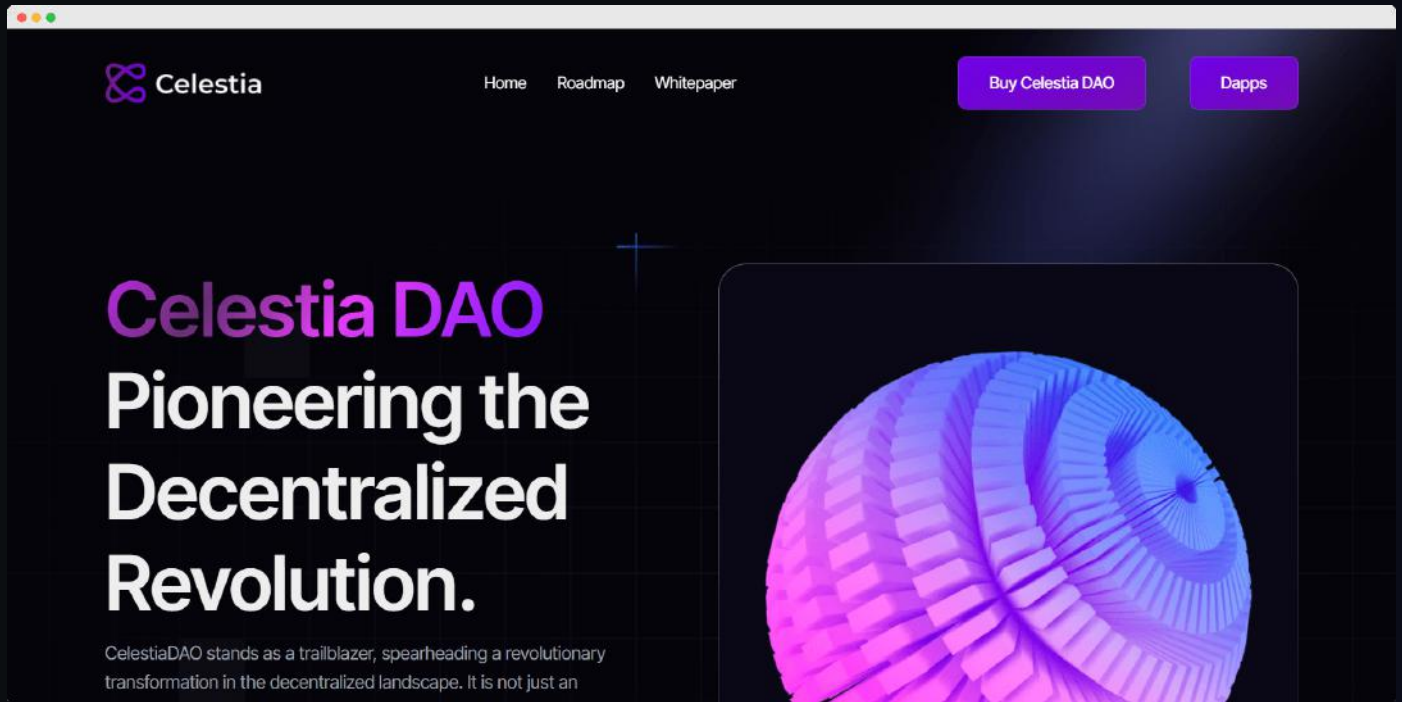 Celestia
Home Roadmap Whitepaper
Buy Celestia DAO
Dapps
Celestia DAO
Pioneering the
Decentralized
Revolution.
CelestiaDAO stands as a trailblazer, spearheading a revolutionary
transformation in the decentralized landscape. It is not just an